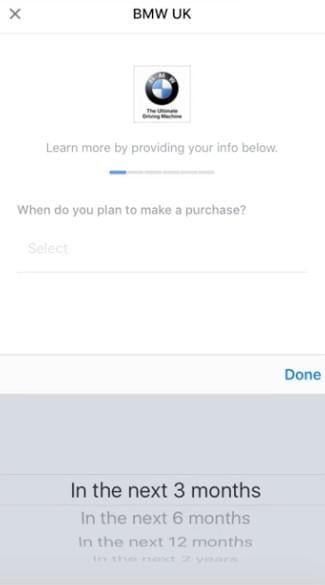 BMW UK
BMW
The Ultimate
Driving Machine
Learn more by providing your info below.
When do you plan to make a purchase?
Select
Done
In the next 3 months
In the next 6 months
In the next 12 months
In the next 2 years